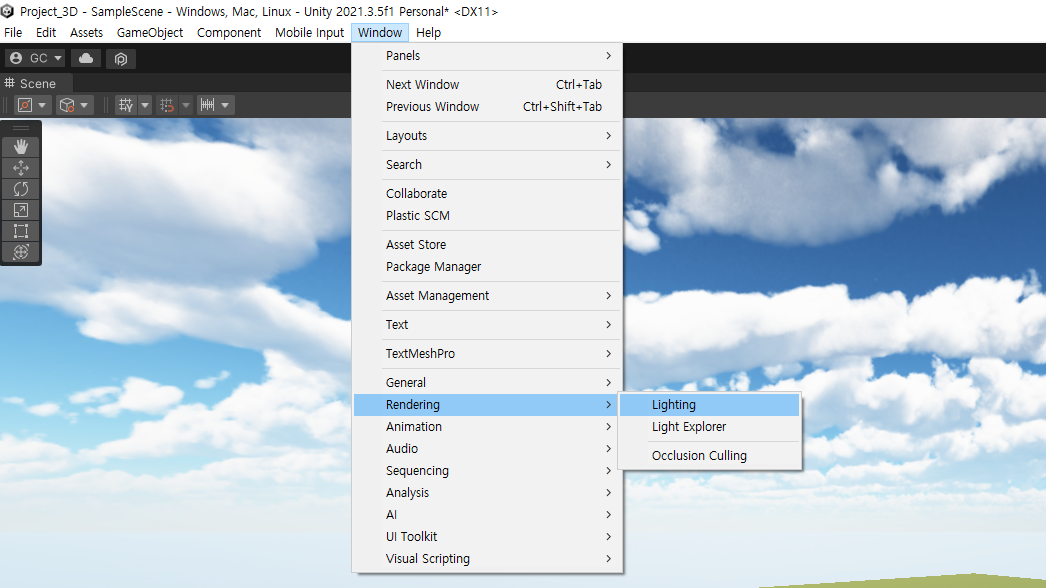 Project_3D - SampleScene - Windows, Mac, Linux - Unity 2021.3.5f1 Personal* <DX11>
File Edit Assets GameObject Component Mobile Input Window Help
GC
Scene
Panels
Next Window Ctrl+Tab
Previous Window Ctrl+Shift+Tab
Layouts
Search
Collaborate
Plastic SCM
Asset Store
Package Manager
Asset Management
Text
TextMeshPro
General
Rendering
Animation
Audio
Sequencing
Analysis
AI
UI Toolkit
Visual Scripting
Lighting
Light Explorer
Occlusion Culling